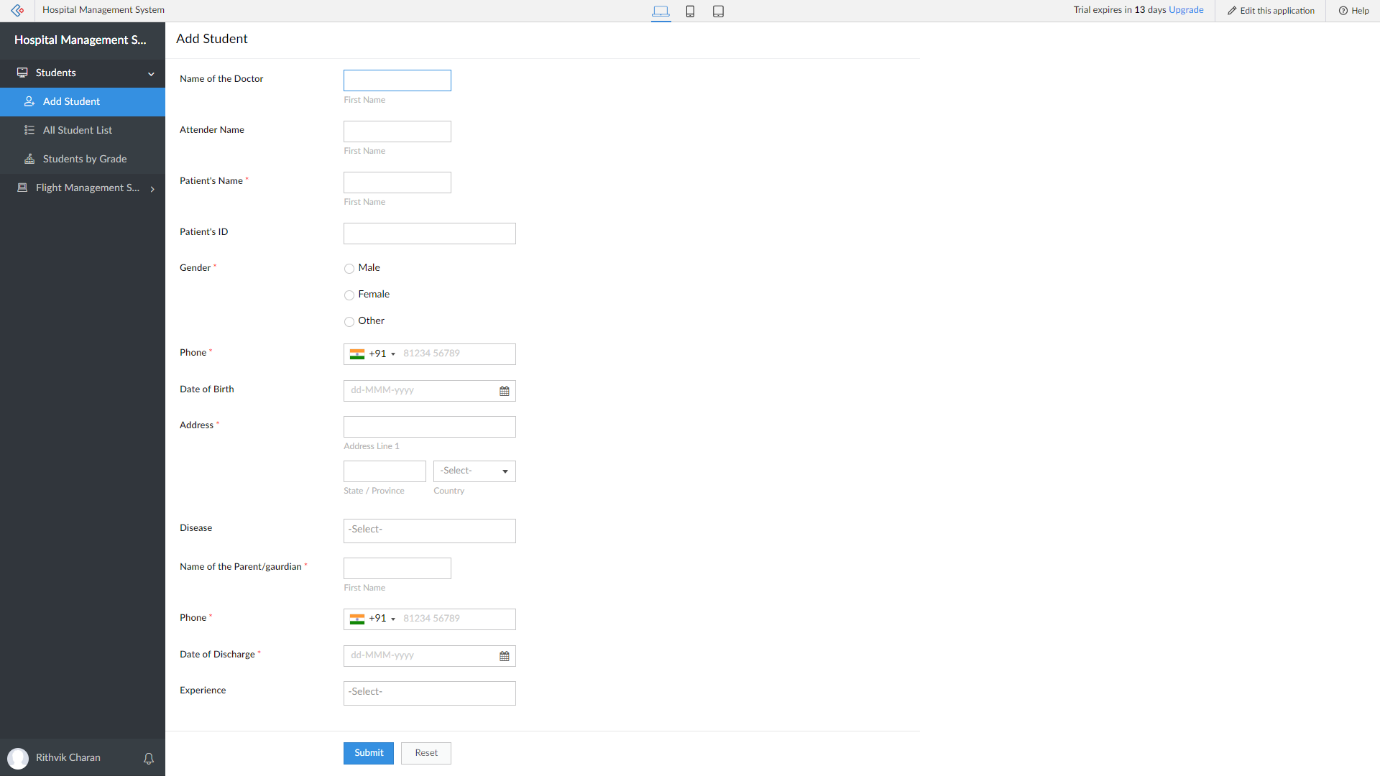 Hospital Management System
Trial expires in 13 days Upgrade
Edit this application
Help
Hospital Management S...
Students
Add Student
All Student List
Students by Grade
Flight Management S...
Rithvik Charan
Add Student
Name of the Doctor
First Name
Attender Name
First Name
Patient's Name *
First Name
Patient's ID
Gender *
Male
Female
Other
Phone *
+91 81234 56789
Date of Birth
dd-MMM-yyyy
Address *
Address Line 1
-Select-
State / Province Country
Disease
-Select-
Name of the Parent/gaurdian *
First Name
Phone *
+91 81234 56789
Date of Discharge *
dd-MMM-yyyy
Experience
-Select-
Submit Reset